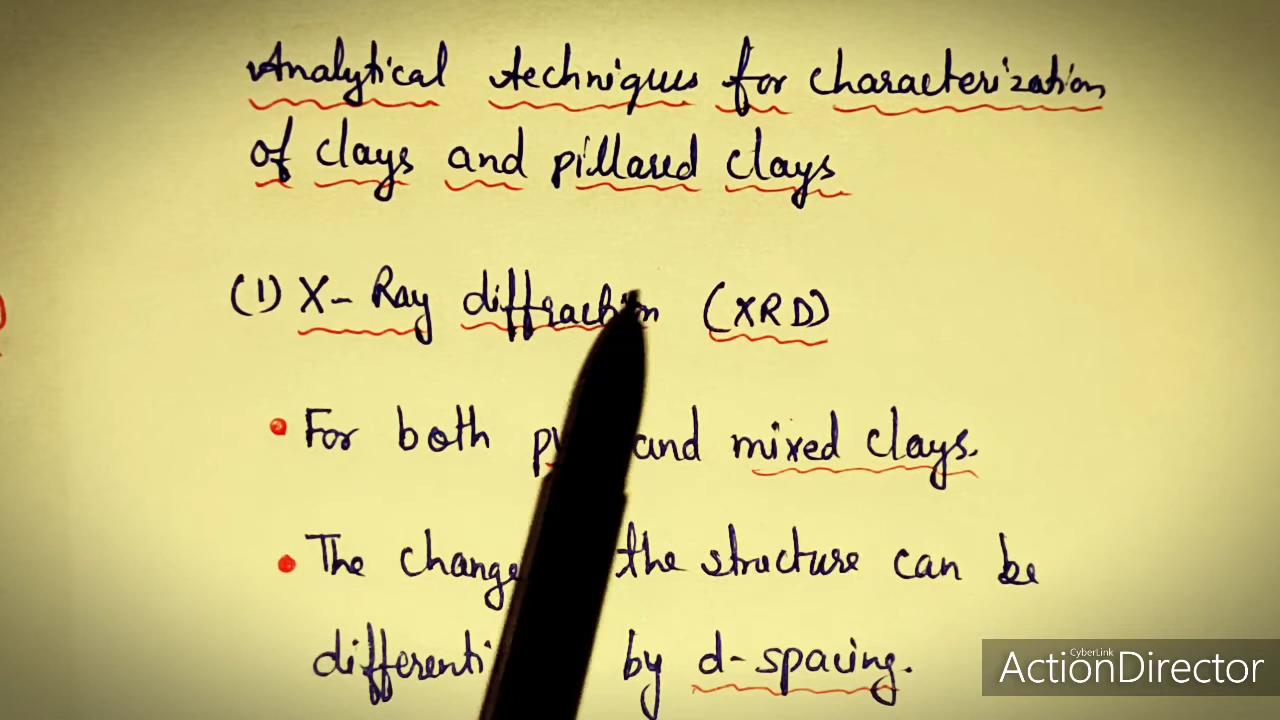 Analytical techniques for characterization
of clays and pillared clays
(1) X-Ray diffraction (XRD)
For both and mixed clays.
The change the structure can be
by d-spacing.
CyberLink
ActionDirector